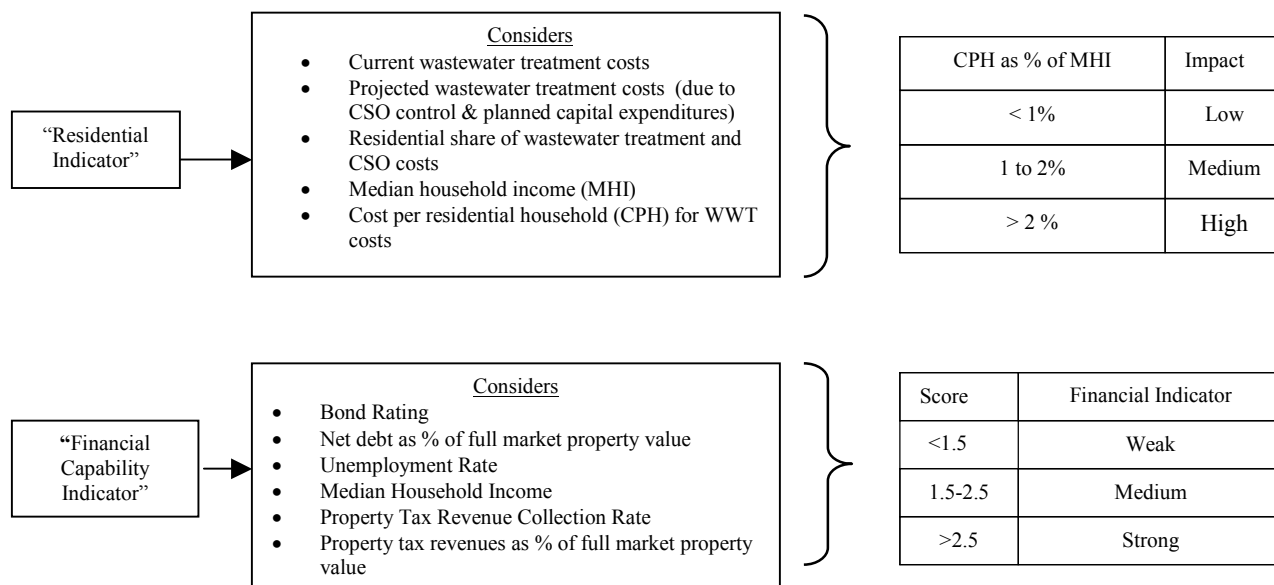 “Residential
Indicator”
Considers
• Current wastewater treatment costs
• Projected wastewater treatment costs (due to
CSO control & planned capital expenditures)
• Residential share of wastewater treatment and
CSO costs
• Median household income (MHI)
• Cost per residential household (CPH) for WWT
costs
CPH as % of MHI Impact
< 1% Low
1 to 2% Medium
> 2 % High
“Financial
Capability
Indicator”
Considers
• Bond Rating
• Net debt as % of full market property value
• Unemployment Rate
• Median Household Income
• Property Tax Revenue Collection Rate
• Property tax revenues as % of full market property
value
Score Financial Indicator
<1.5 Weak
1.5-2.5 Medium
>2.5 Strong